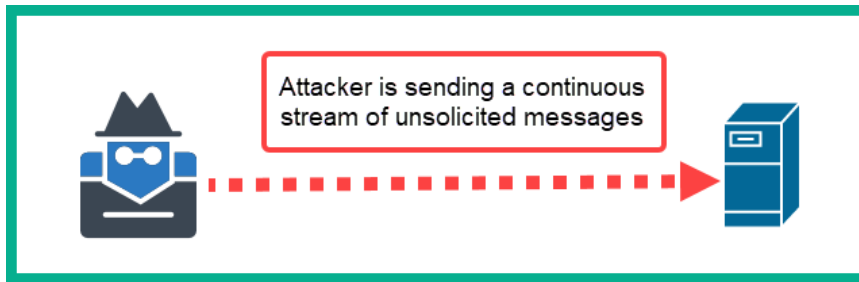 Attacker is sending a continuous
stream of unsolicited messages